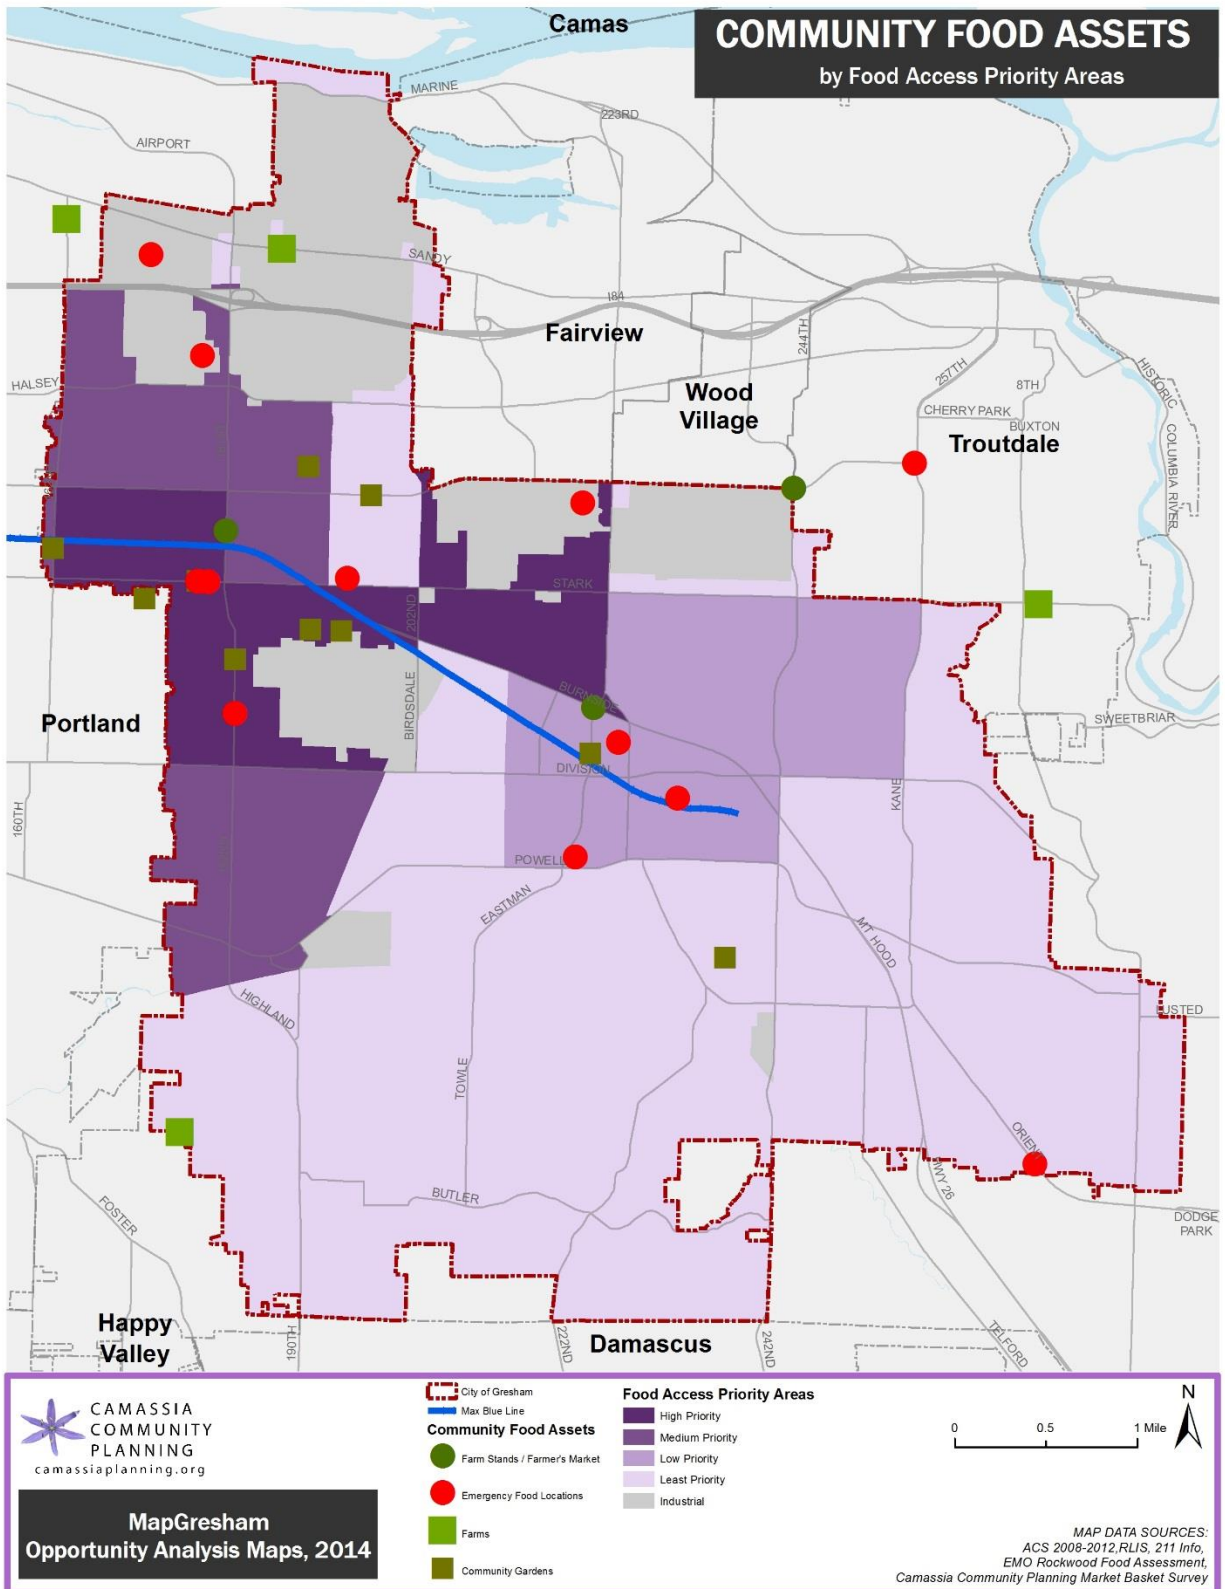 Camas
COMMUNITY FOOD ASSETS
by Food Access Priority Areas
MARINE
223RD
AIRPORT
SANDY
I84
Fairview
244TH
HISTORIC
COLUMBIA RIVER
HALSEY
257TH
8TH
Wood
Village
CHERRY PARK
BUXTON
Troutdale
STARK
202ND
BIRDSDALE
BURNSIDE
Portland
SWEETBRIAR
DIVISION
KANE
160TH
POWELL
EASTMAN
MT HOOD
HIGHLAND
LUSTED
TOWLE
ORIENT
HWY 26
BUTLER
FOSTER
DODGE
PARK
Happy
Valley
190TH
222ND
Damascus
242ND
TELFORD
CAMASSIA
COMMUNITY
PLANNING
camassiaplanning.org
MapGresham
Opportunity Analysis Maps, 2014
City of Gresham
Max Blue Line
Community Food Assets
Farm Stands / Farmer's Market
Emergency Food Locations
Farms
Community Gardens
Food Access Priority Areas
High Priority
Medium Priority
Low Priority
Least Priority
Industrial
0 0.5 1 Mile
N
MAP DATA SOURCES:
ACS 2008-2012,RLIS, 211 Info,
EMO Rockwood Food Assessment,
Camassia Community Planning Market Basket Survey